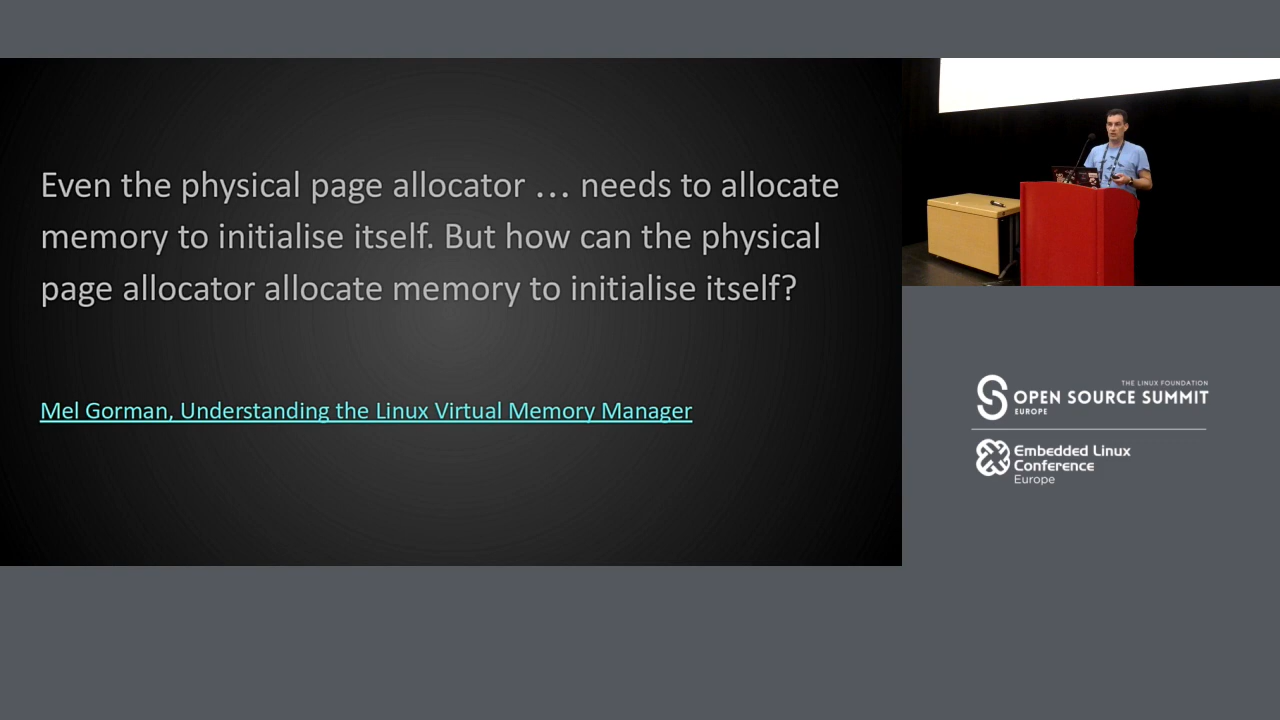 Even the physical page allocator … needs to allocate
memory to initialise itself. But how can the physical
page allocator allocate memory to initialise itself?
Mel Gorman, Understanding the Linux Virtual Memory Manager
THE LINUX FOUNDATION
OPEN SOURCE SUMMIT
EUROPE
Embedded Linux
Conference
Europe